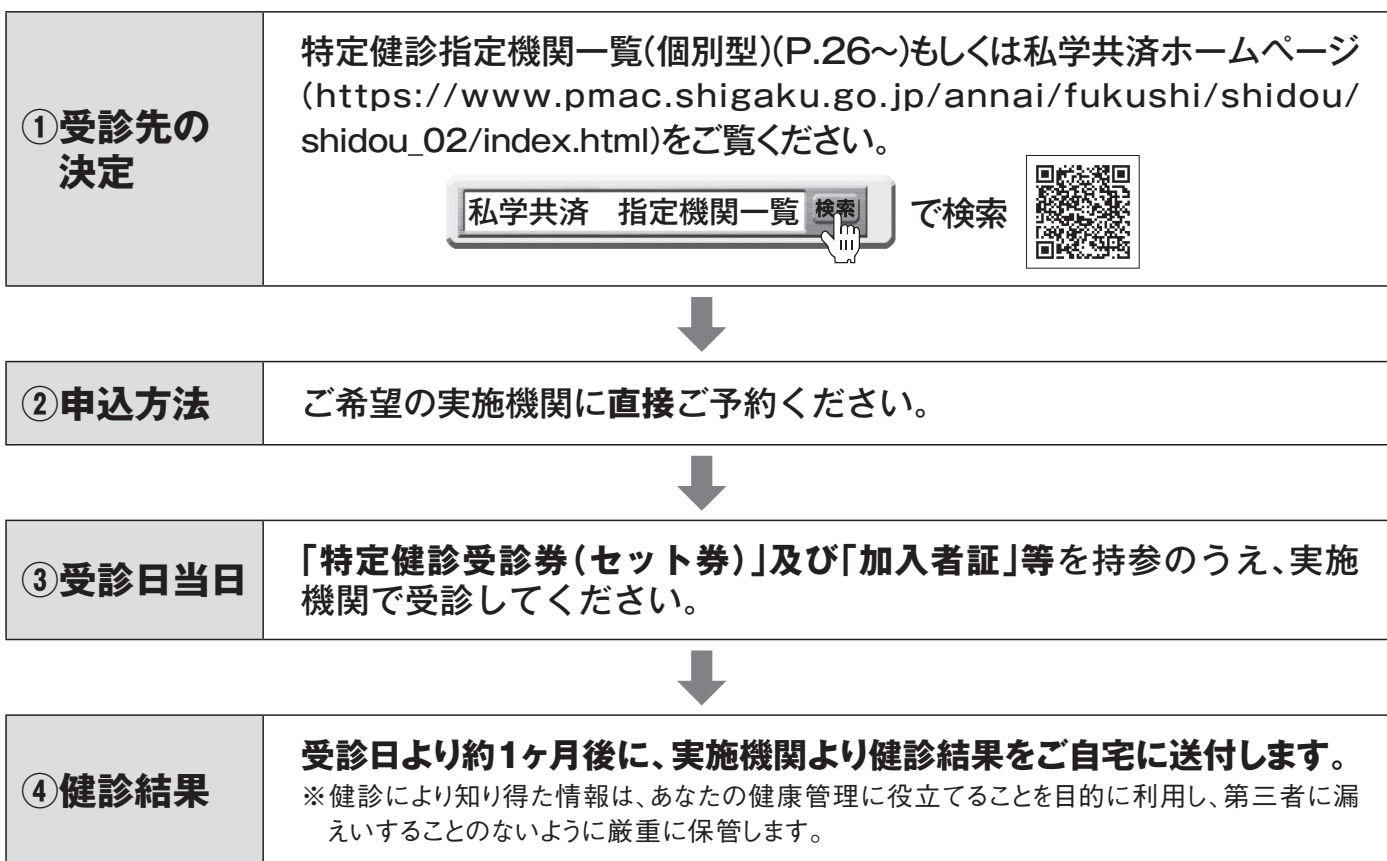 ①受診先の
決定
特定健診指定機関一覧(個別型)(P.26~)もしくは私学共済ホームページ
(https://www.pmac.shigaku.go.jp/annai/fukushi/shidou/
shidou_02/index.html)をご覧ください。
私学共済　指定機関一覧 検索 で検索
②申込方法
ご希望の実施機関に直接ご予約ください。
③受診日当日
「特定健診受診券(セット券)」及び「加入者証」等を持参のうえ、実施
機関で受診してください。
④健診結果
受診日より約1ヶ月後に、実施機関より健診結果をご自宅に送付します。
※健診により知り得た情報は、あなたの健康管理に役立てることを目的に利用し、第三者に漏
えいすることのないように厳重に保管します。